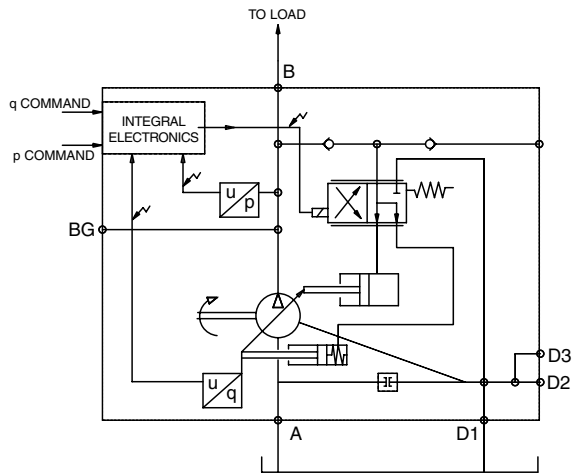 TO LOAD
B
q COMMAND
INTEGRAL
ELECTRONICS
p COMMAND
u
p
BG
D3
u
q
D2
A
D1